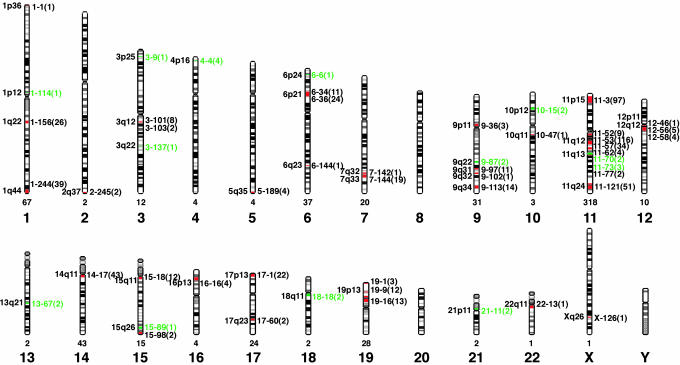 1p36 1-1(1)
1p12 1-114(1)
1q22 1-156(26)
1q44 1-244(39)
67
1
2q37 2-245(2)
2
2
3p25 3-9(1)
3q12 3-101(8)
3-103(2)
3q22 3-137(1)
12
3
4p16 4-4(4)
4
4
5q35 5-189(4)
4
5
6p24 6-6(1)
6p21 6-34(11)
6-36(24)
6q23 6-144(1)
37
6
7q32 7-142(1)
7q33 7-144(19)
20
7
8
9p11 9-36(3)
9q22 9-97(2)
9q31 9-97(11)
9q32 9-102(1)
9q34 9-113(14)
31
9
10p12 10-15(2)
10q11 10-47(1)
3
10
11p15 11-3(97)
11-52(9)
11q12 11-53(116)
11-57(34)
11q13 11-62(4)
11-77(2)
11q24 11-121(51)
318
11
12p11 12-46(1)
12q12 12-56(5)
12-58(4)
10
12
13q21 13-67(2)
2
13
14q11 14-17(43)
43
14
15q11 15-18(12)
15q26 15-89(1)
15-98(2)
15
15
16p13 16-16(4)
4
16
17p13 17-1(22)
17q23 17-60(2)
24
17
18q11 18-18(2)
2
18
19-1(3)
19p13 19-9(12)
19-16(13)
28
19
20
21p11 21-11(2)
2
21
22q11 22-13(1)
1
22
Xq26 X-126(1)
1
X
Y